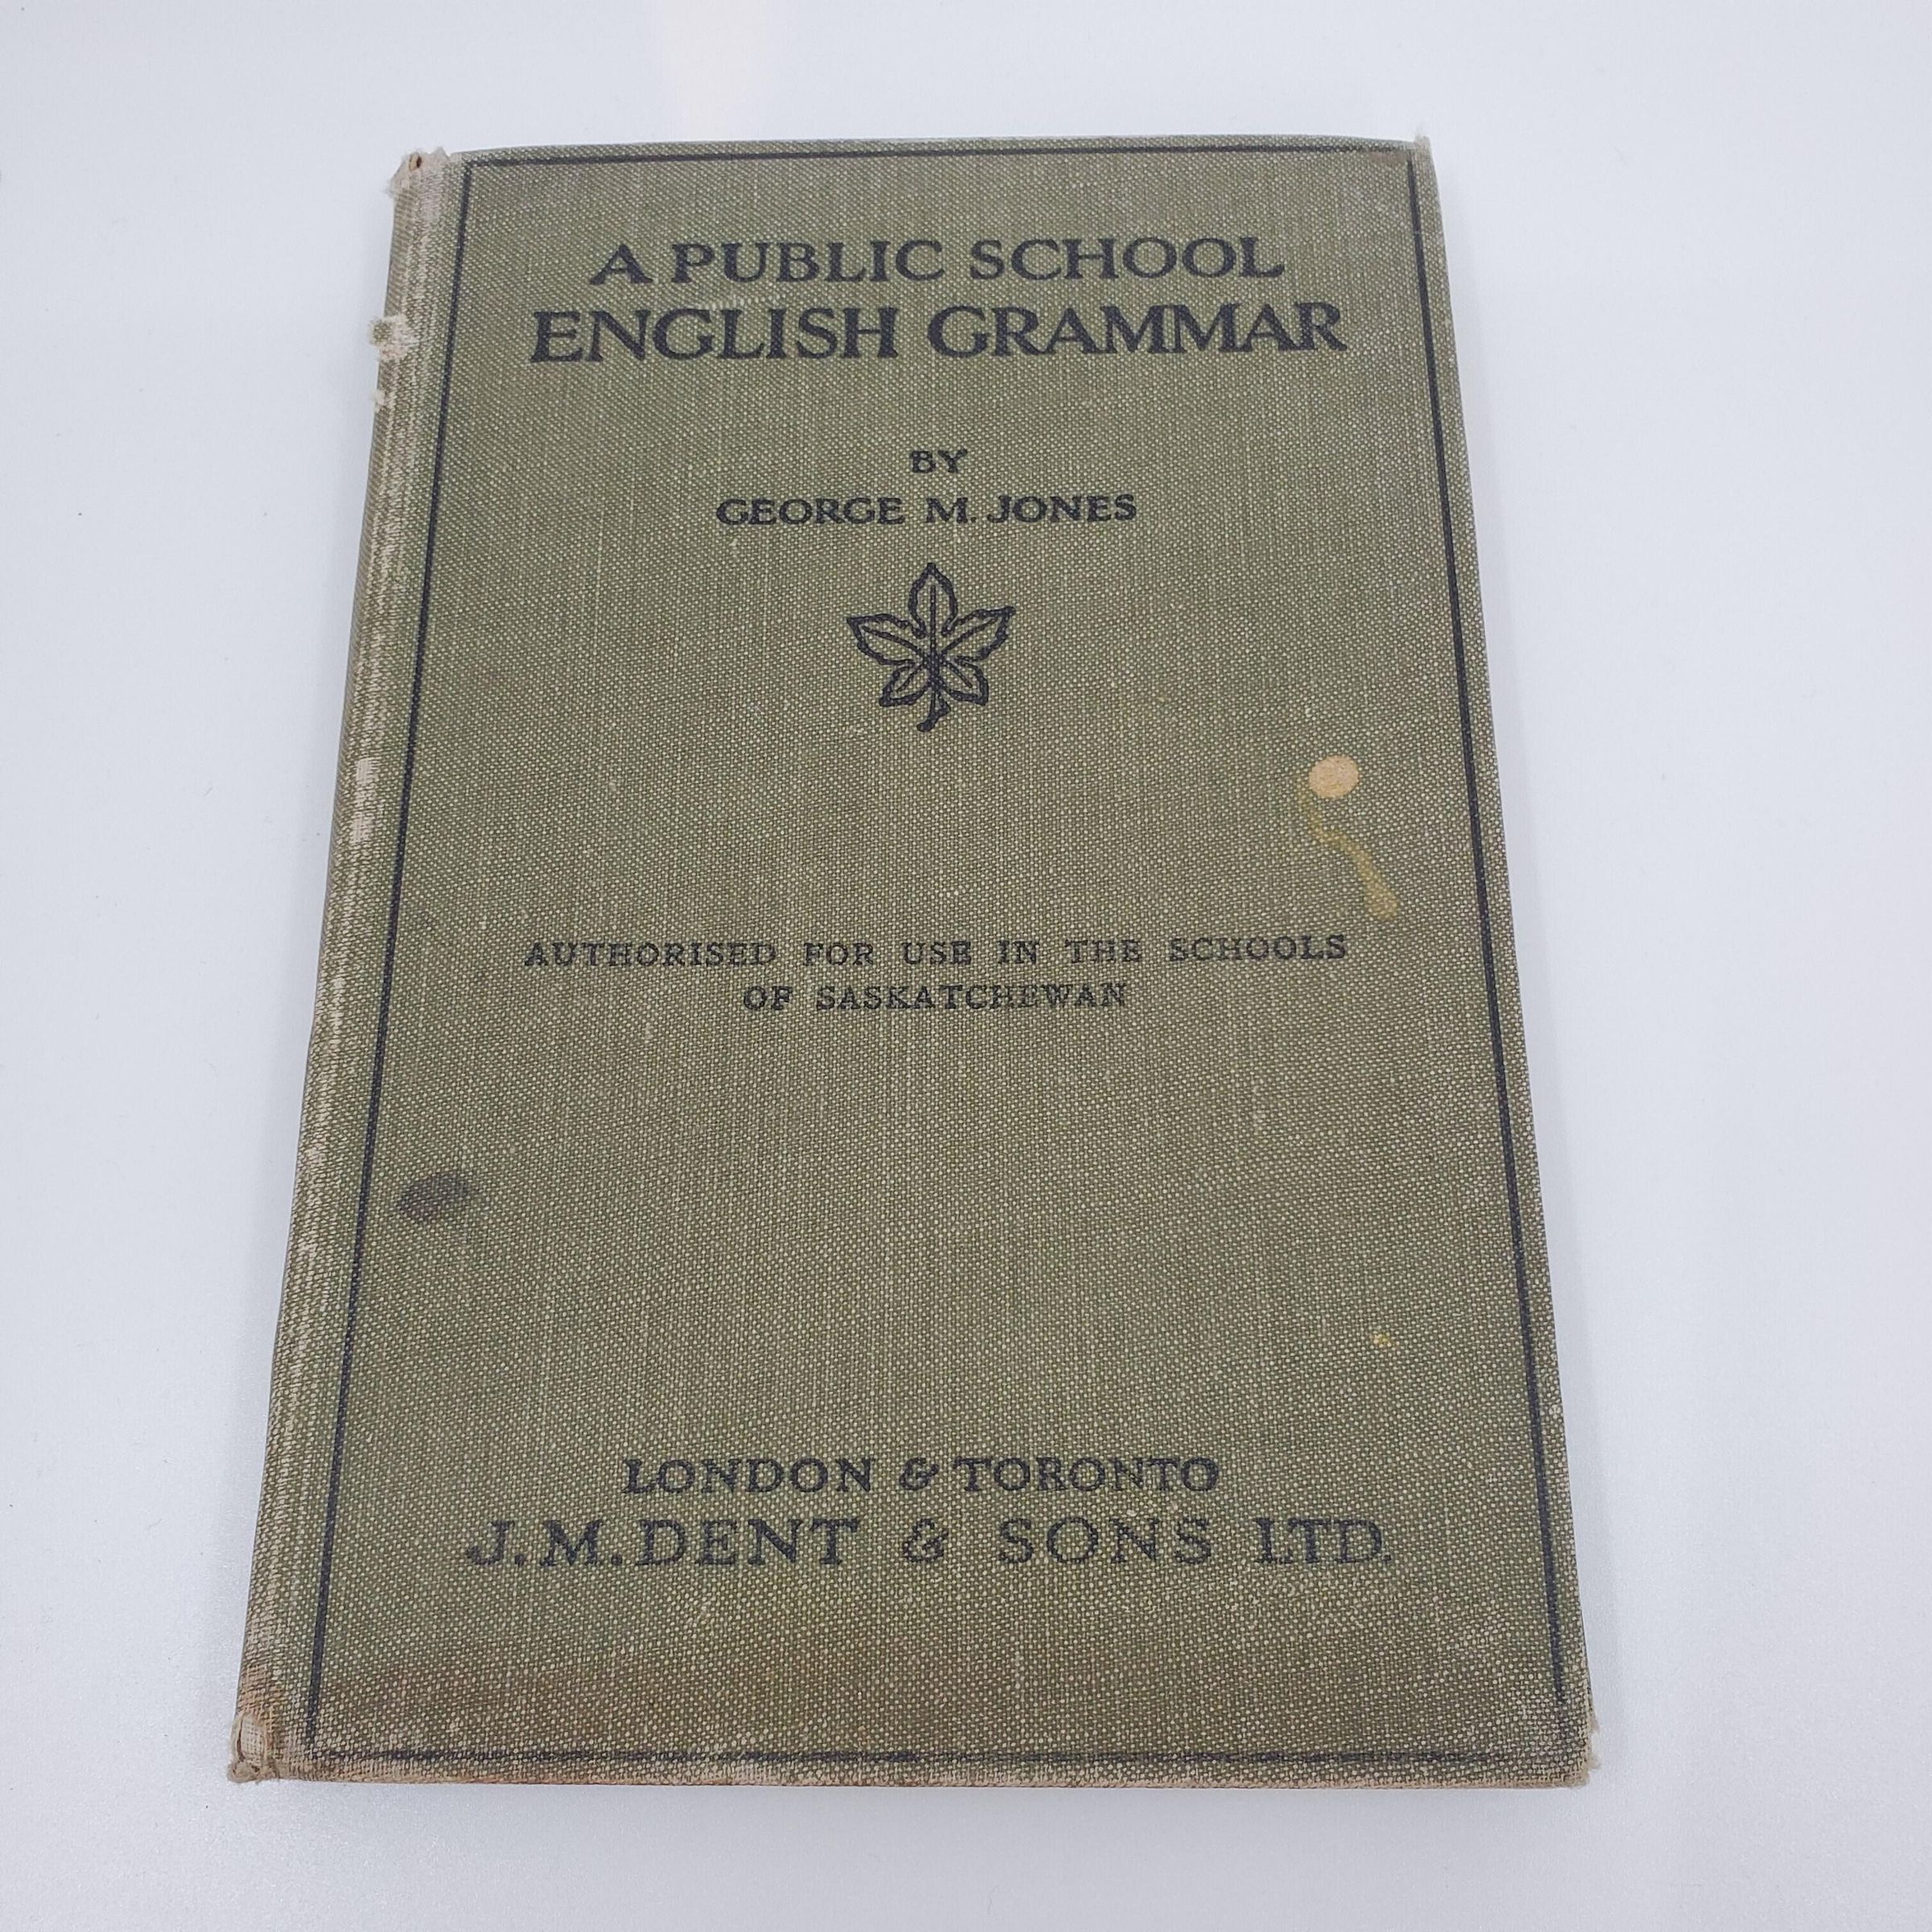 A PUBLIC SCHOOL
ENGLISH GRAMMAR
BY
GEORGE M. JONES
AUTHORISED FOR USE IN THE SCHOOLS
OF SASKATCHEWAN
LONDON & TORONTO
J. M. DENT & SONS LTD.